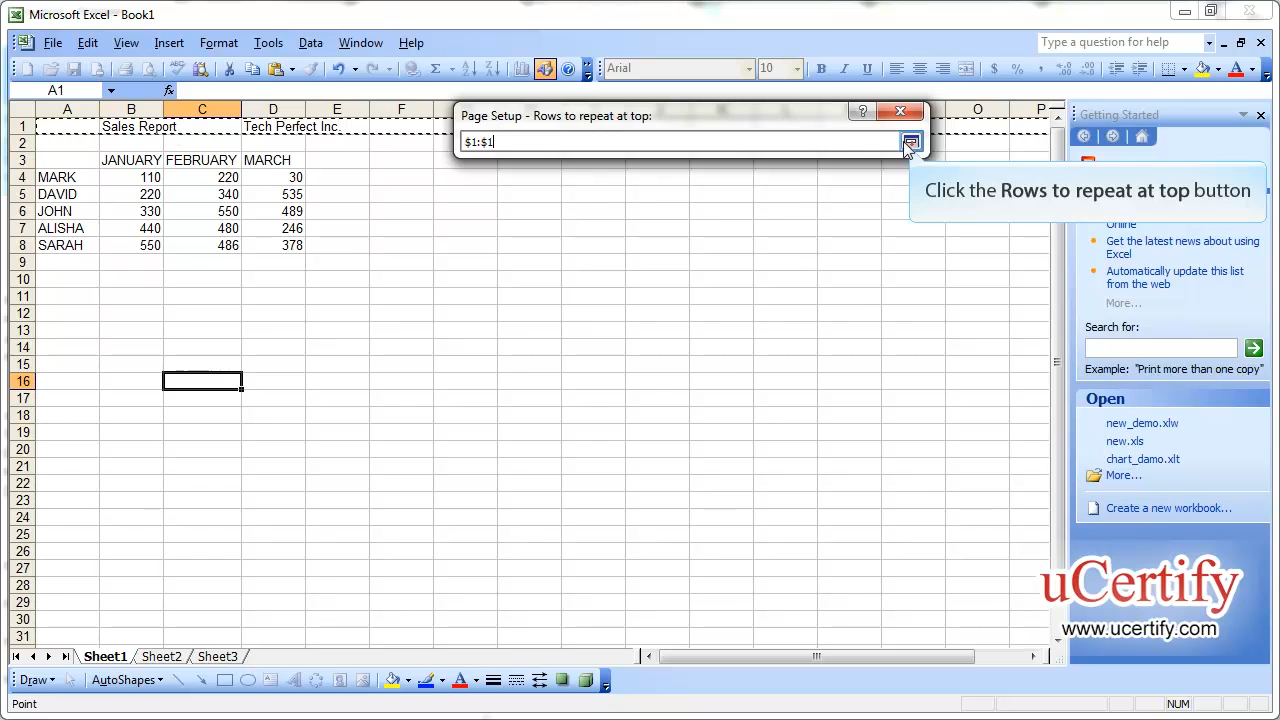 Microsoft Excel - Book1
File Edit View Insert Format Tools Data Window Help
Type a question for help
Arial 10 B I U $ %
A1 fx
A B C D E F O P
1 Sales Report Tech Perfect Inc.
2
3 JANUARY FEBRUARY MARCH
4 MARK 110 220 30
5 DAVID 220 340 535
6 JOHN 330 550 489
7 ALISHA 440 480 246
8 SARAH 550 486 378
9
10
11
12
13
14
15
16
17
18
19
20
21
22
23
24
25
26
27
28
29
30
31
Page Setup - Rows to repeat at top:
$1:$1
Click the Rows to repeat at top button
Getting Started
Online
Get the latest news about using
Excel
Automatically update this list
from the web
More...
Search for:
Example: "Print more than one copy"
Open
new_demo.xlw
new.xls
chart_damo.xlt
More...
Create a new workbook...
uCertify
www.ucertify.com
Sheet1 Sheet2 Sheet3
Draw AutoShapes
Point
NUM